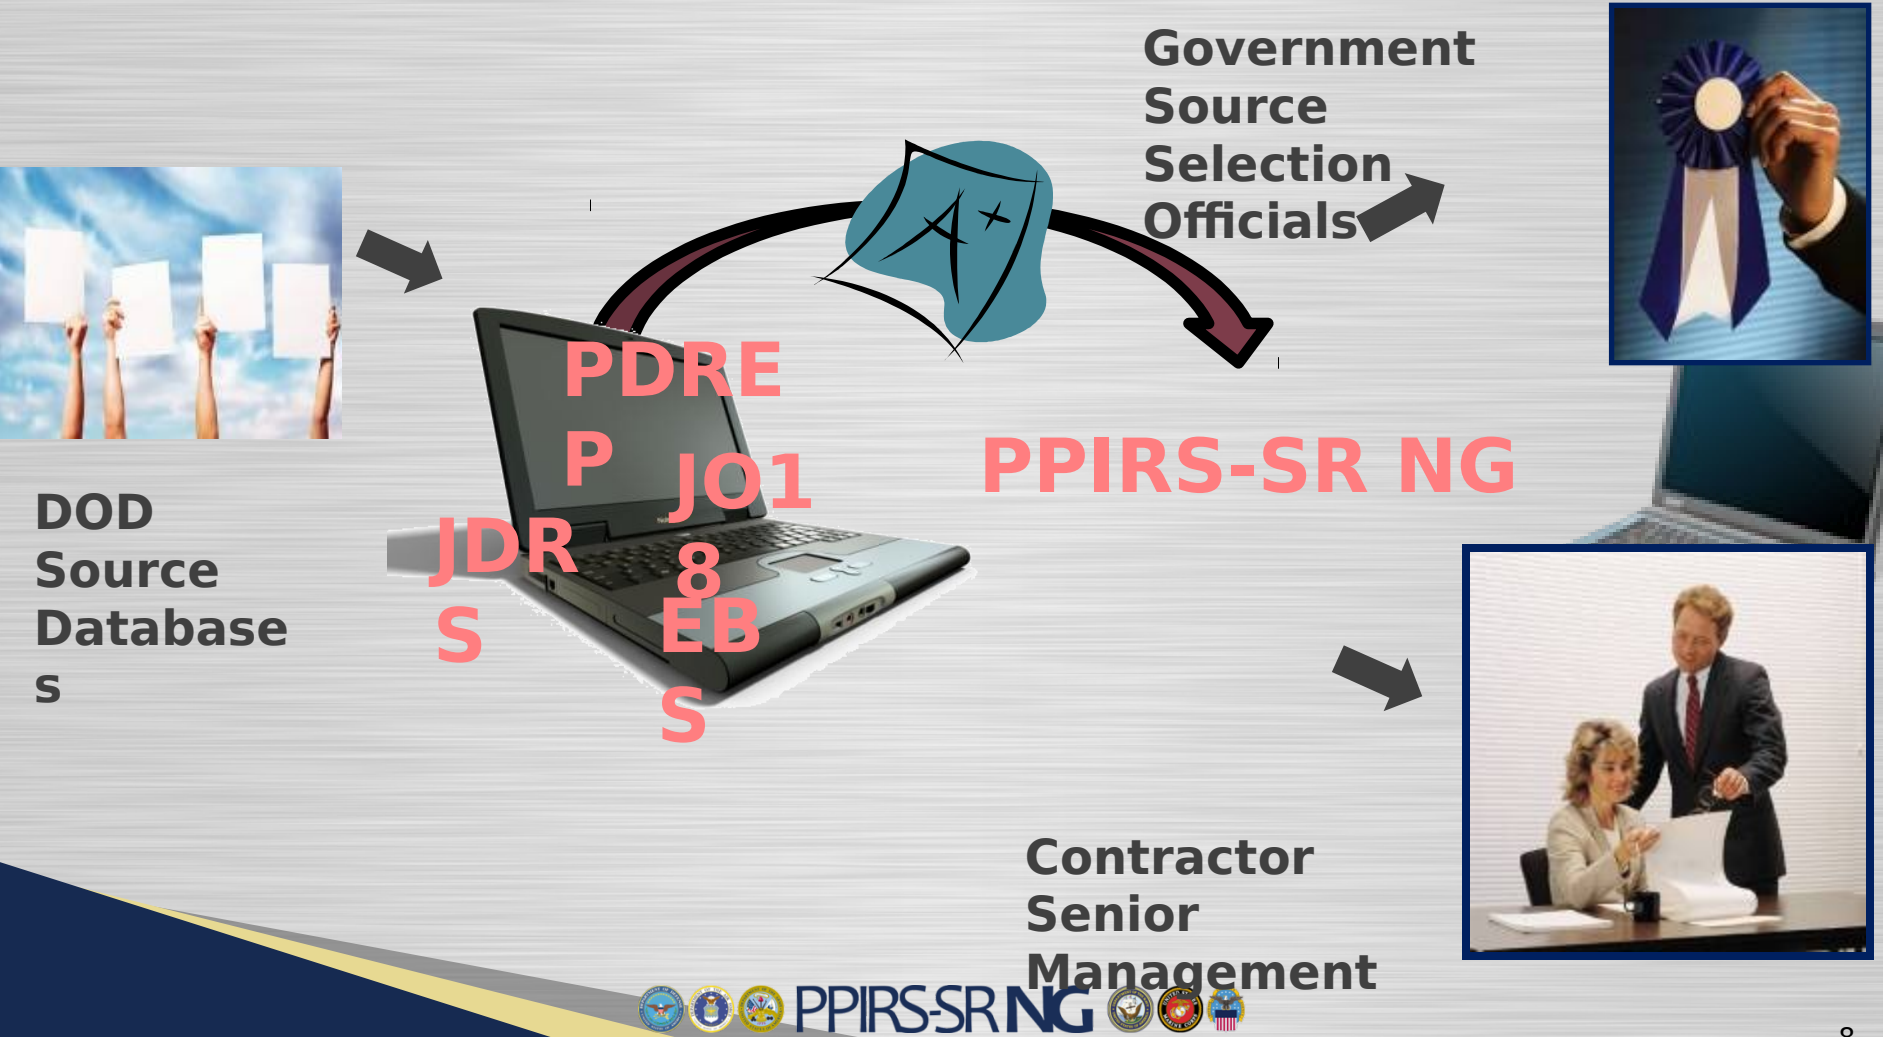 Government
Source
Selection
Officials
A+
PDRE
P
JO1
8
JDR
S
EB
S
PPIRS-SR NG
DOD
Source
Database
s
Contractor
Senior
Management
PPIRS-SR NG
8